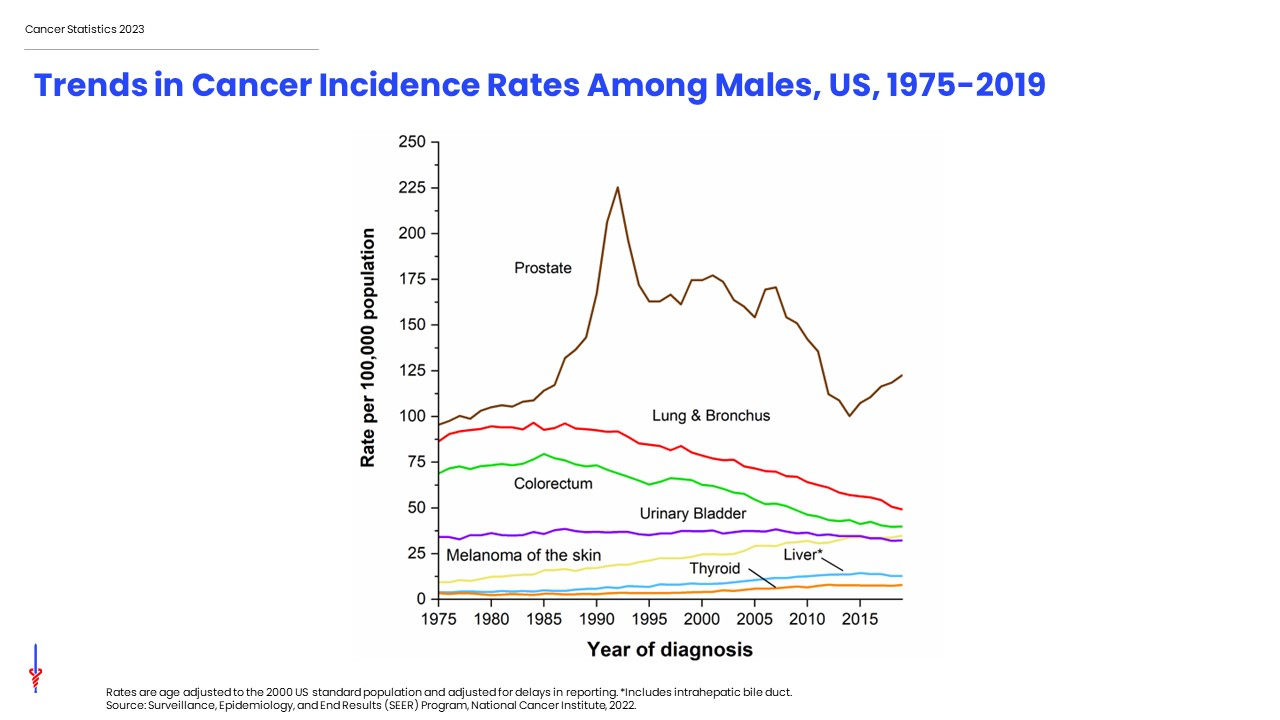 Cancer Statistics 2023
Trends in Cancer Incidence Rates Among Males, US, 1975-2019
250
225
200
175
150
125
100
75
50
25
0
Rate per 100,000 population
Prostate
Lung & Bronchus
Colorectum
Urinary Bladder
Melanoma of the skin
Liver*
Thyroid
1975 1980 1985 1990 1995 2000 2005 2010 2015
Year of diagnosis
Rates are age adjusted to the 2000 US standard population and adjusted for delays in reporting. *Includes intrahepatic bile duct.
Source: Surveillance, Epidemiology, and End Results (SEER) Program, National Cancer Institute, 2022.